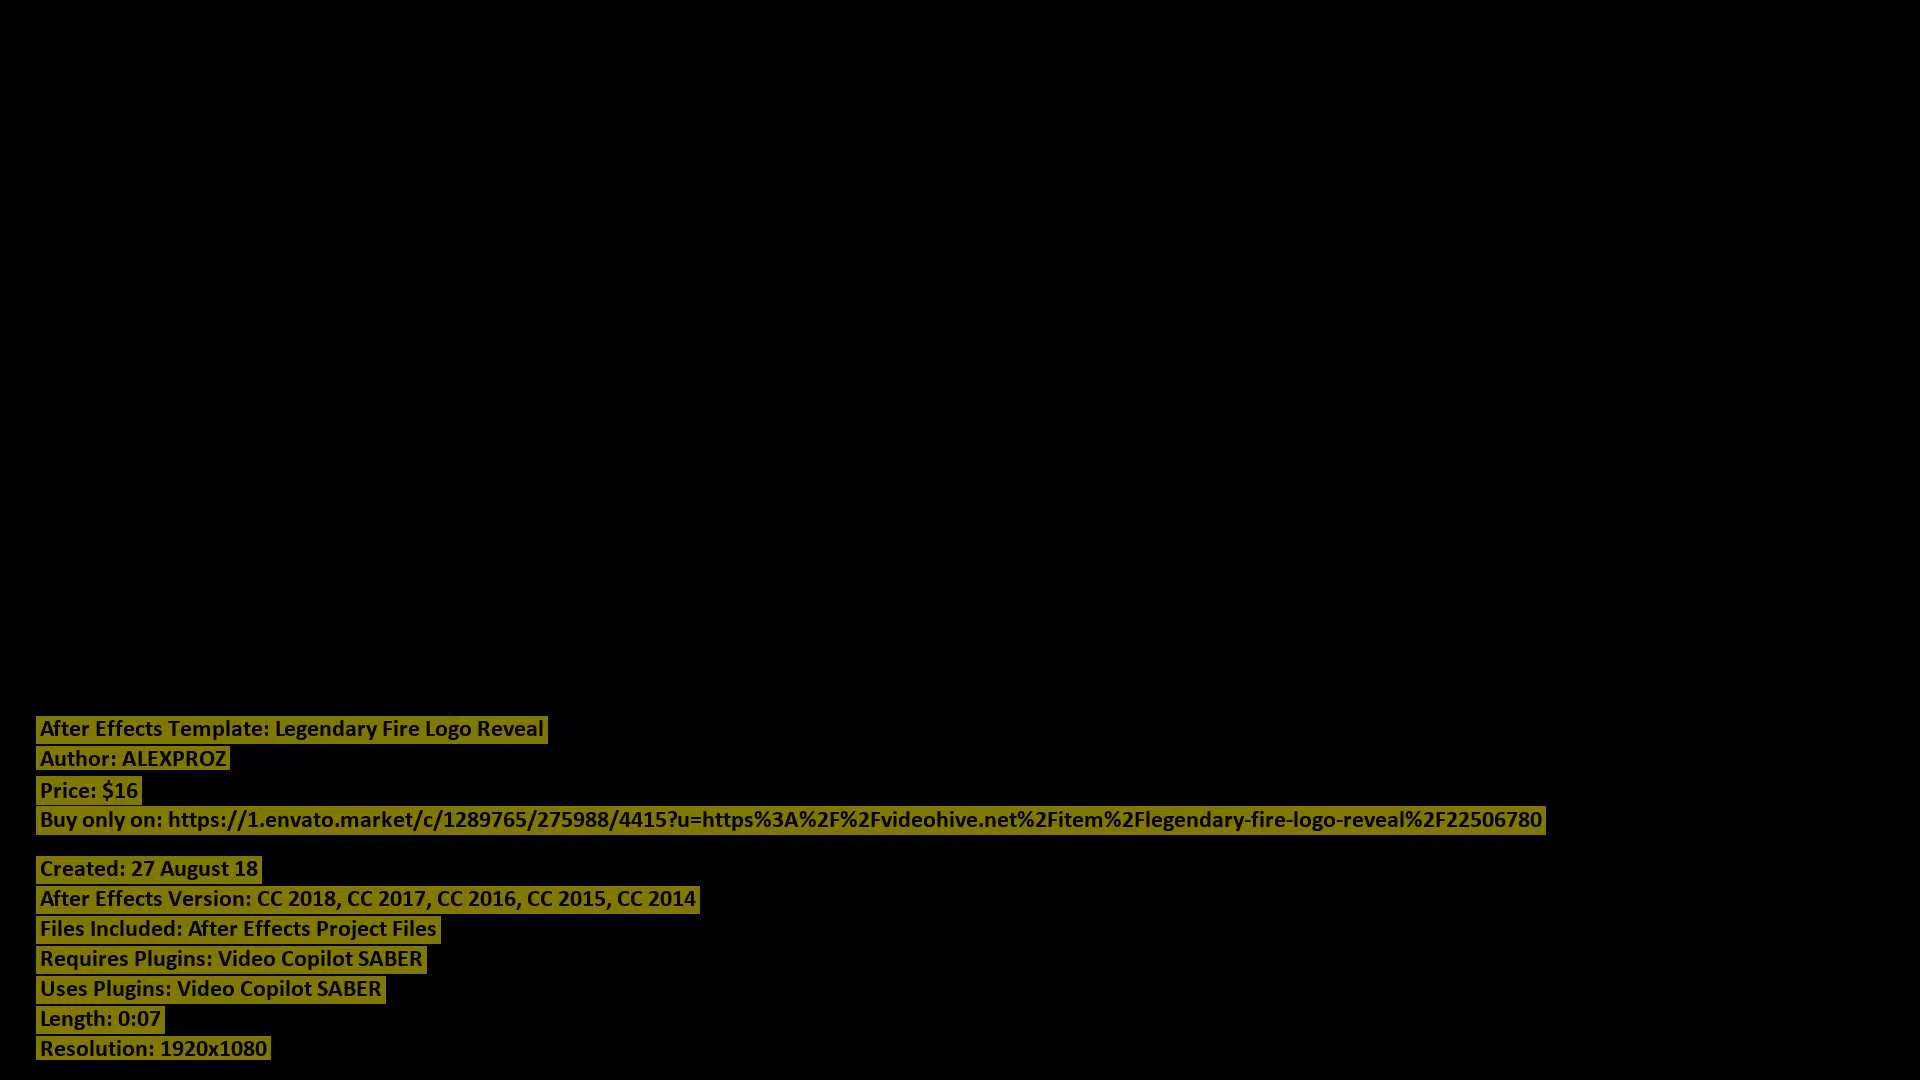 After Effects Template: Legendary Fire Logo Reveal
Author: ALEXPROZ
Price: $16
Buy only on: https://1.envato.market/c/1289765/275988/4415?u=https%3A%2F%2Fvideohive.net%2Fitem%2Flegendary-fire-logo-reveal%2F22506780
Created: 27 August 18
After Effects Version: CC 2018, CC 2017, CC 2016, CC 2015, CC 2014
Files Included: After Effects Project Files
Requires Plugins: Video Copilot SABER
Uses Plugins: Video Copilot SABER
Length: 0:07
Resolution: 1920x1080